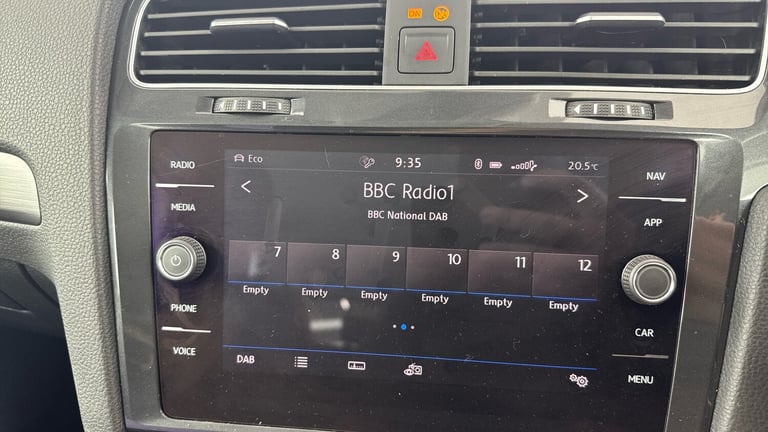 ON
RADIO
Eco
9:35
20.5°C
NAV
MEDIA
BBC Radio1
BBC National DAB
APP
7 8 9 10 11 12
Empty Empty Empty Empty Empty Empty
PHONE
CAR
VOICE
DAB
MENU